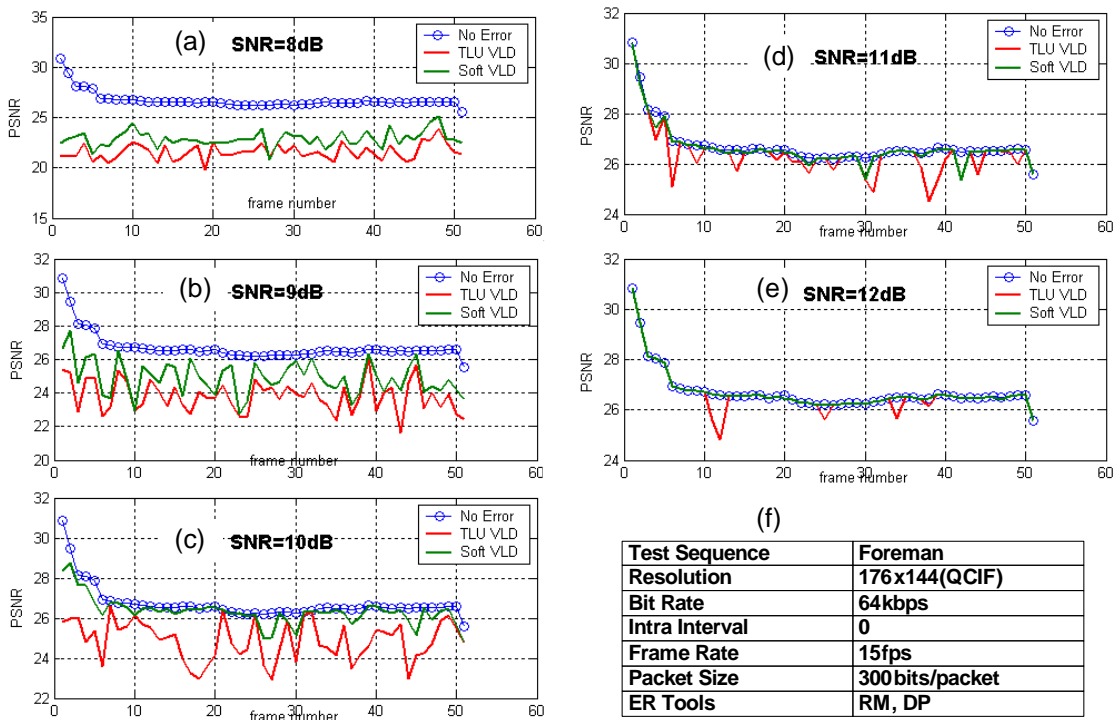 (a)
SNR=8dB
No Error
TLU VLD
Soft VLD
PSNR
35
30
25
20
15
frame number
0 10 20 30 40 50 60
(b)
SNR=9dB
No Error
TLU VLD
Soft VLD
PSNR
32
30
28
26
24
22
20
frame number
0 10 20 30 40 50 60
(c)
SNR=10dB
No Error
TLU VLD
Soft VLD
PSNR
32
30
28
26
24
22
frame number
0 10 20 30 40 50 60
(d)
SNR=11dB
No Error
TLU VLD
Soft VLD
PSNR
32
30
28
26
24
frame number
0 10 20 30 40 50 60
(e)
SNR=12dB
No Error
TLU VLD
Soft VLD
PSNR
32
30
28
26
24
frame number
0 10 20 30 40 50 60
(f)
Test Sequence Foreman
Resolution 176x144(QCIF)
Bit Rate 64kbps
Intra Interval 0
Frame Rate 15fps
Packet Size 300bits/packet
ER Tools RM, DP